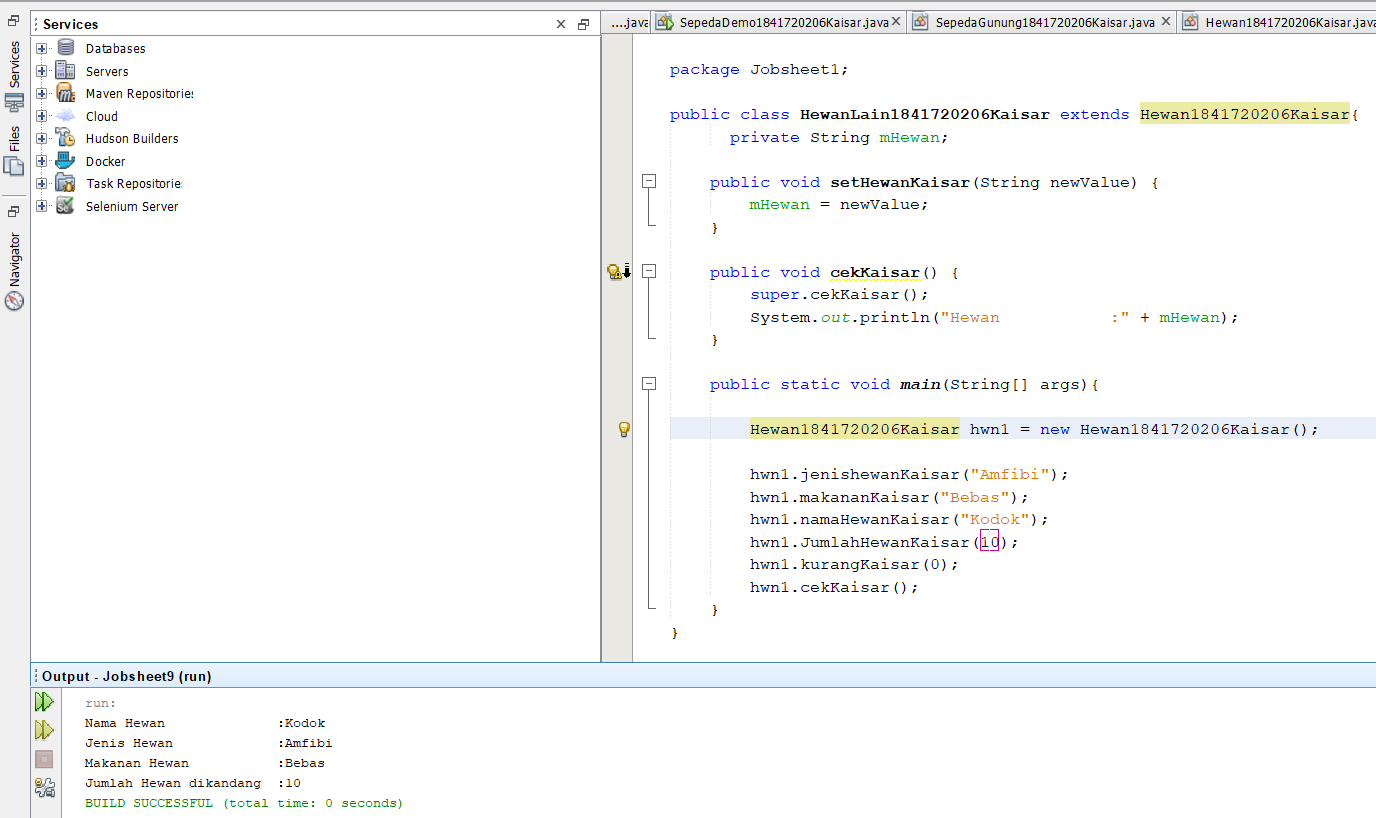 Services
Files
Navigator
Services
Databases
Servers
Maven Repositories
Cloud
Hudson Builders
Docker
Task Repositorie
Selenium Server
....java
SepedaDemo1841720206Kaisar.java
SepedaGunung1841720206Kaisar.java
Hewan1841720206Kaisar.java
package Jobsheet1;
public class HewanLain1841720206Kaisar extends Hewan1841720206Kaisar{
private String mHewan;
public void setHewanKaisar(String newValue) {
mHewan = newValue;
}
public void cekKaisar() {
super.cekKaisar();
System.out.println("Hewan           :" + mHewan);
}
public static void main(String[] args){
Hewan1841720206Kaisar hwn1 = new Hewan1841720206Kaisar();
hwn1.jenishewanKaisar("Amfibi");
hwn1.makananKaisar("Bebas");
hwn1.namaHewanKaisar("Kodok");
hwn1.JumlahHewanKaisar(10);
hwn1.kurangKaisar(0);
hwn1.cekKaisar();
}
}
Output - Jobsheet9 (run)
run:
Nama Hewan              :Kodok
Jenis Hewan             :Amfibi
Makanan Hewan           :Bebas
Jumlah Hewan dikandang  :10
BUILD SUCCESSFUL (total time: 0 seconds)